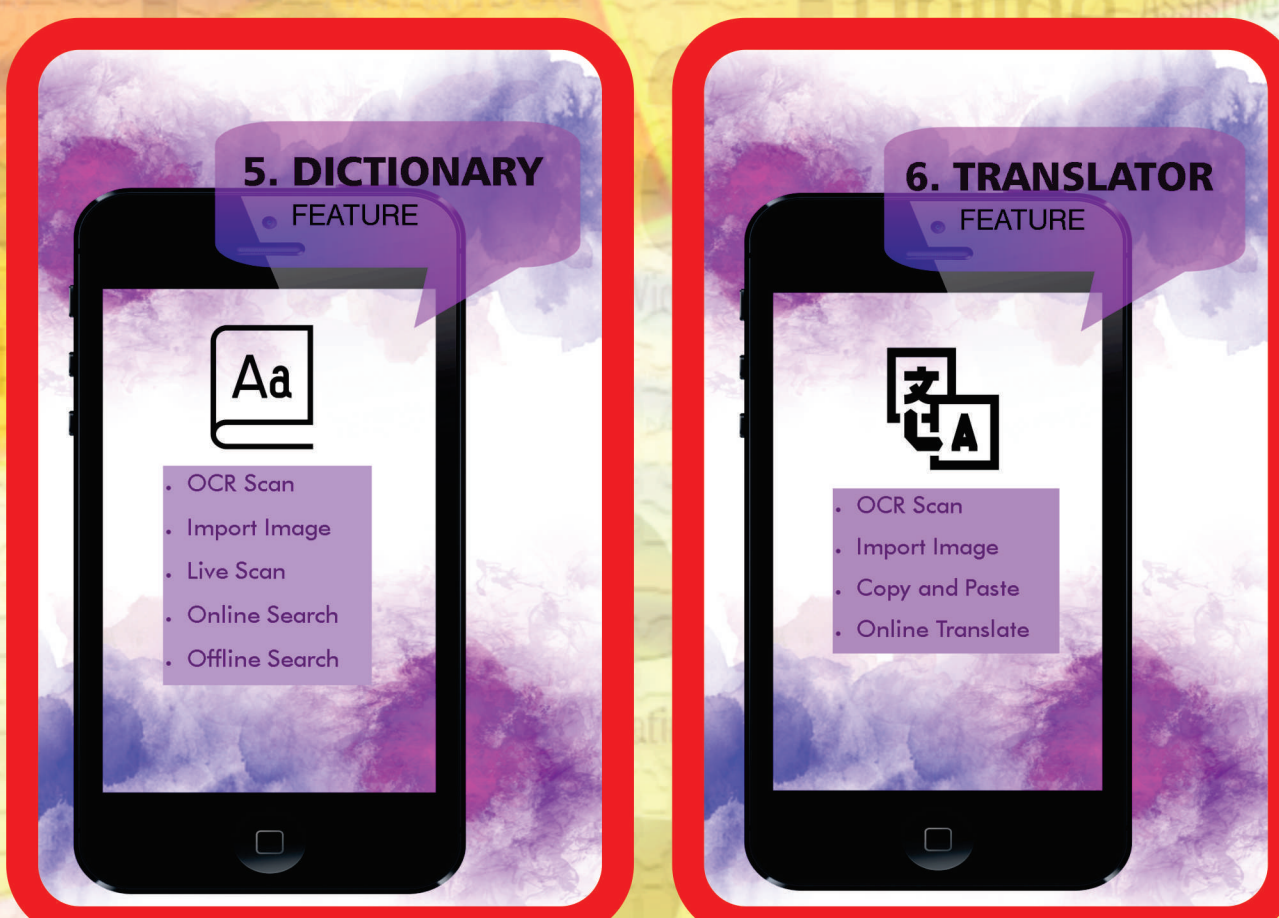 Assistive
5. DICTIONARY
FEATURE
Aa
• OCR Scan
• Import Image
• Live Scan
• Online Search
• Offline Search
6. TRANSLATOR
FEATURE
文
A
• OCR Scan
• Import Image
• Copy and Paste
• Online Translate